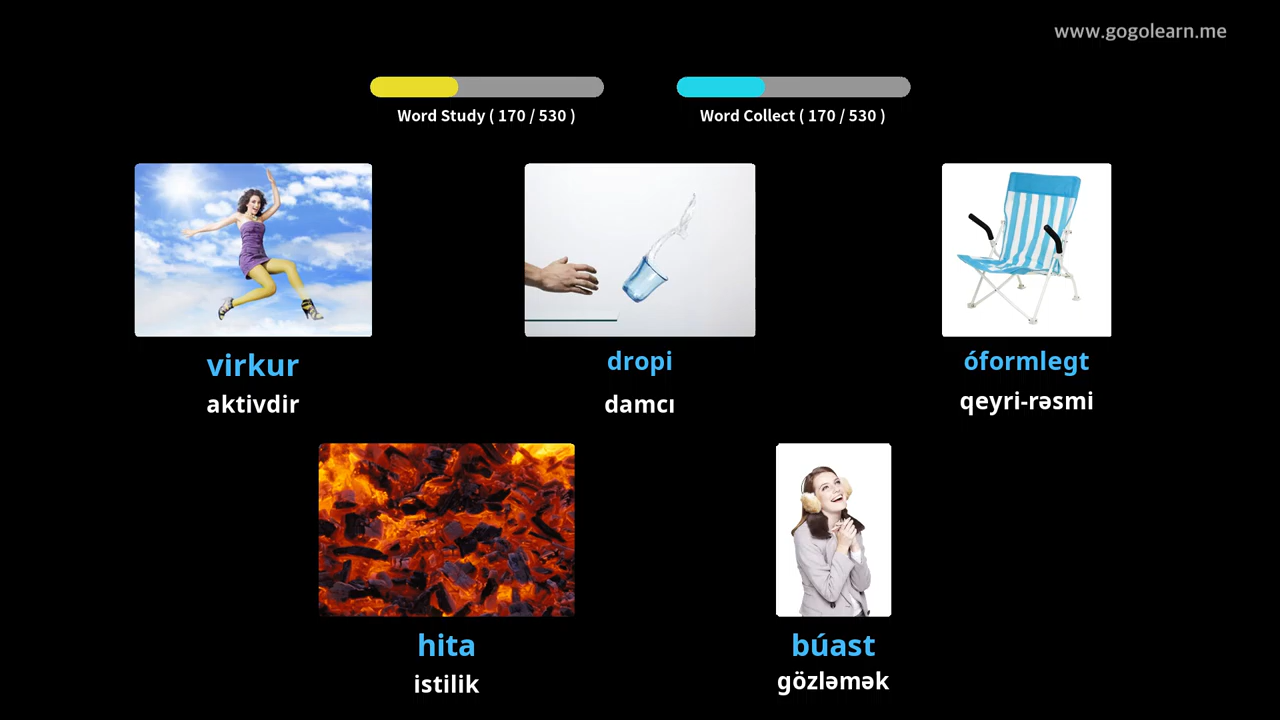 www.gogolearn.me
Word Study ( 170 / 530 )
Word Collect ( 170 / 530 )
virkur
aktivdir
dropi
damcı
óformlegt
qeyri-rəsmi
hita
istilik
búast
gözləmək